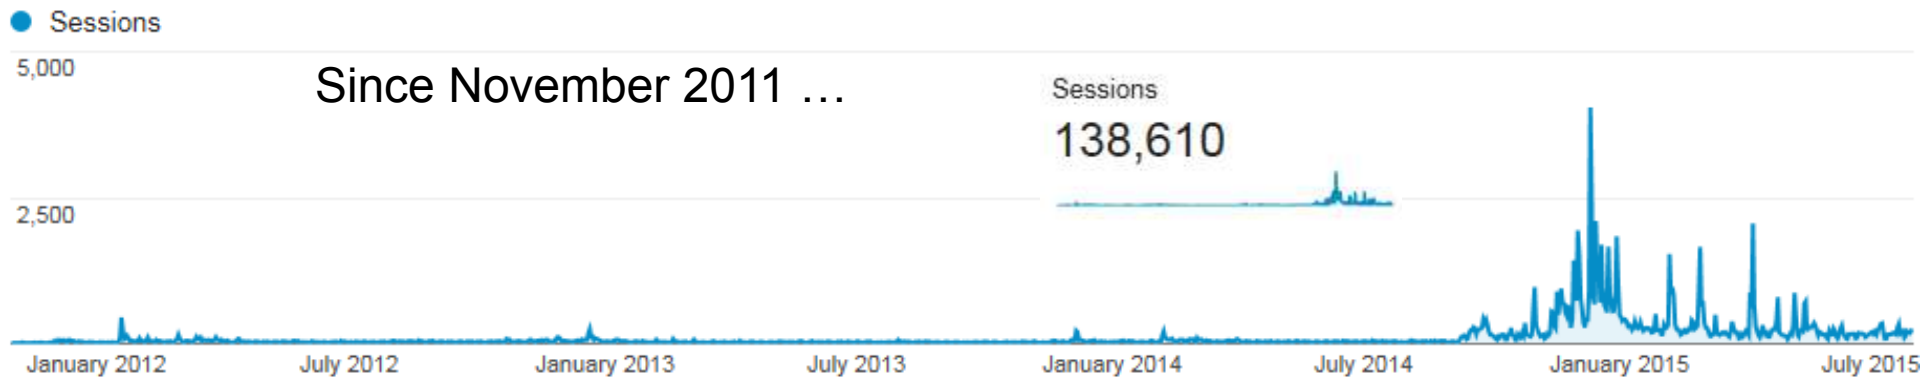 Sessions
5,000
Since November 2011 …
Sessions
138,610
2,500
January 2012 July 2012 January 2013 July 2013 January 2014 July 2014 January 2015 July 2015